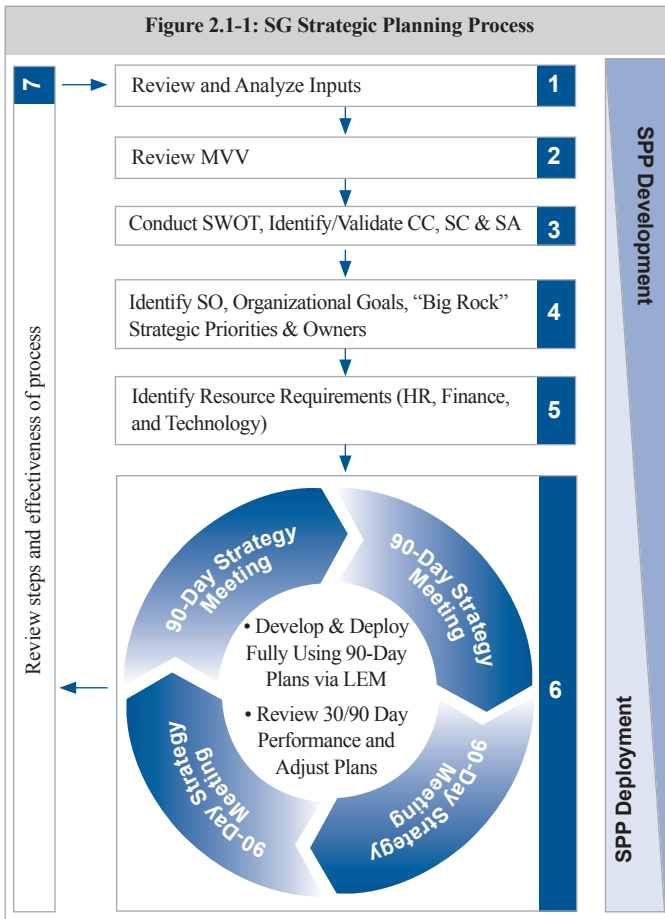 Figure 2.1-1: SG Strategic Planning Process
7
Review steps and effectiveness of process
Review and Analyze Inputs
1
Review MVV
2
Conduct SWOT, Identify/Validate CC, SC & SA
3
Identify SO, Organizational Goals, “Big Rock”
Strategic Priorities & Owners
4
Identify Resource Requirements (HR, Finance,
and Technology)
5
90-Day Strategy
Meeting
90-Day Strategy
Meeting
90-Day Strategy
Meeting
90-Day Strategy
Meeting
• Develop & Deploy
Fully Using 90-Day
Plans via LEM
• Review 30/90 Day
Performance and
Adjust Plans
6
SPP Development
SPP Deployment